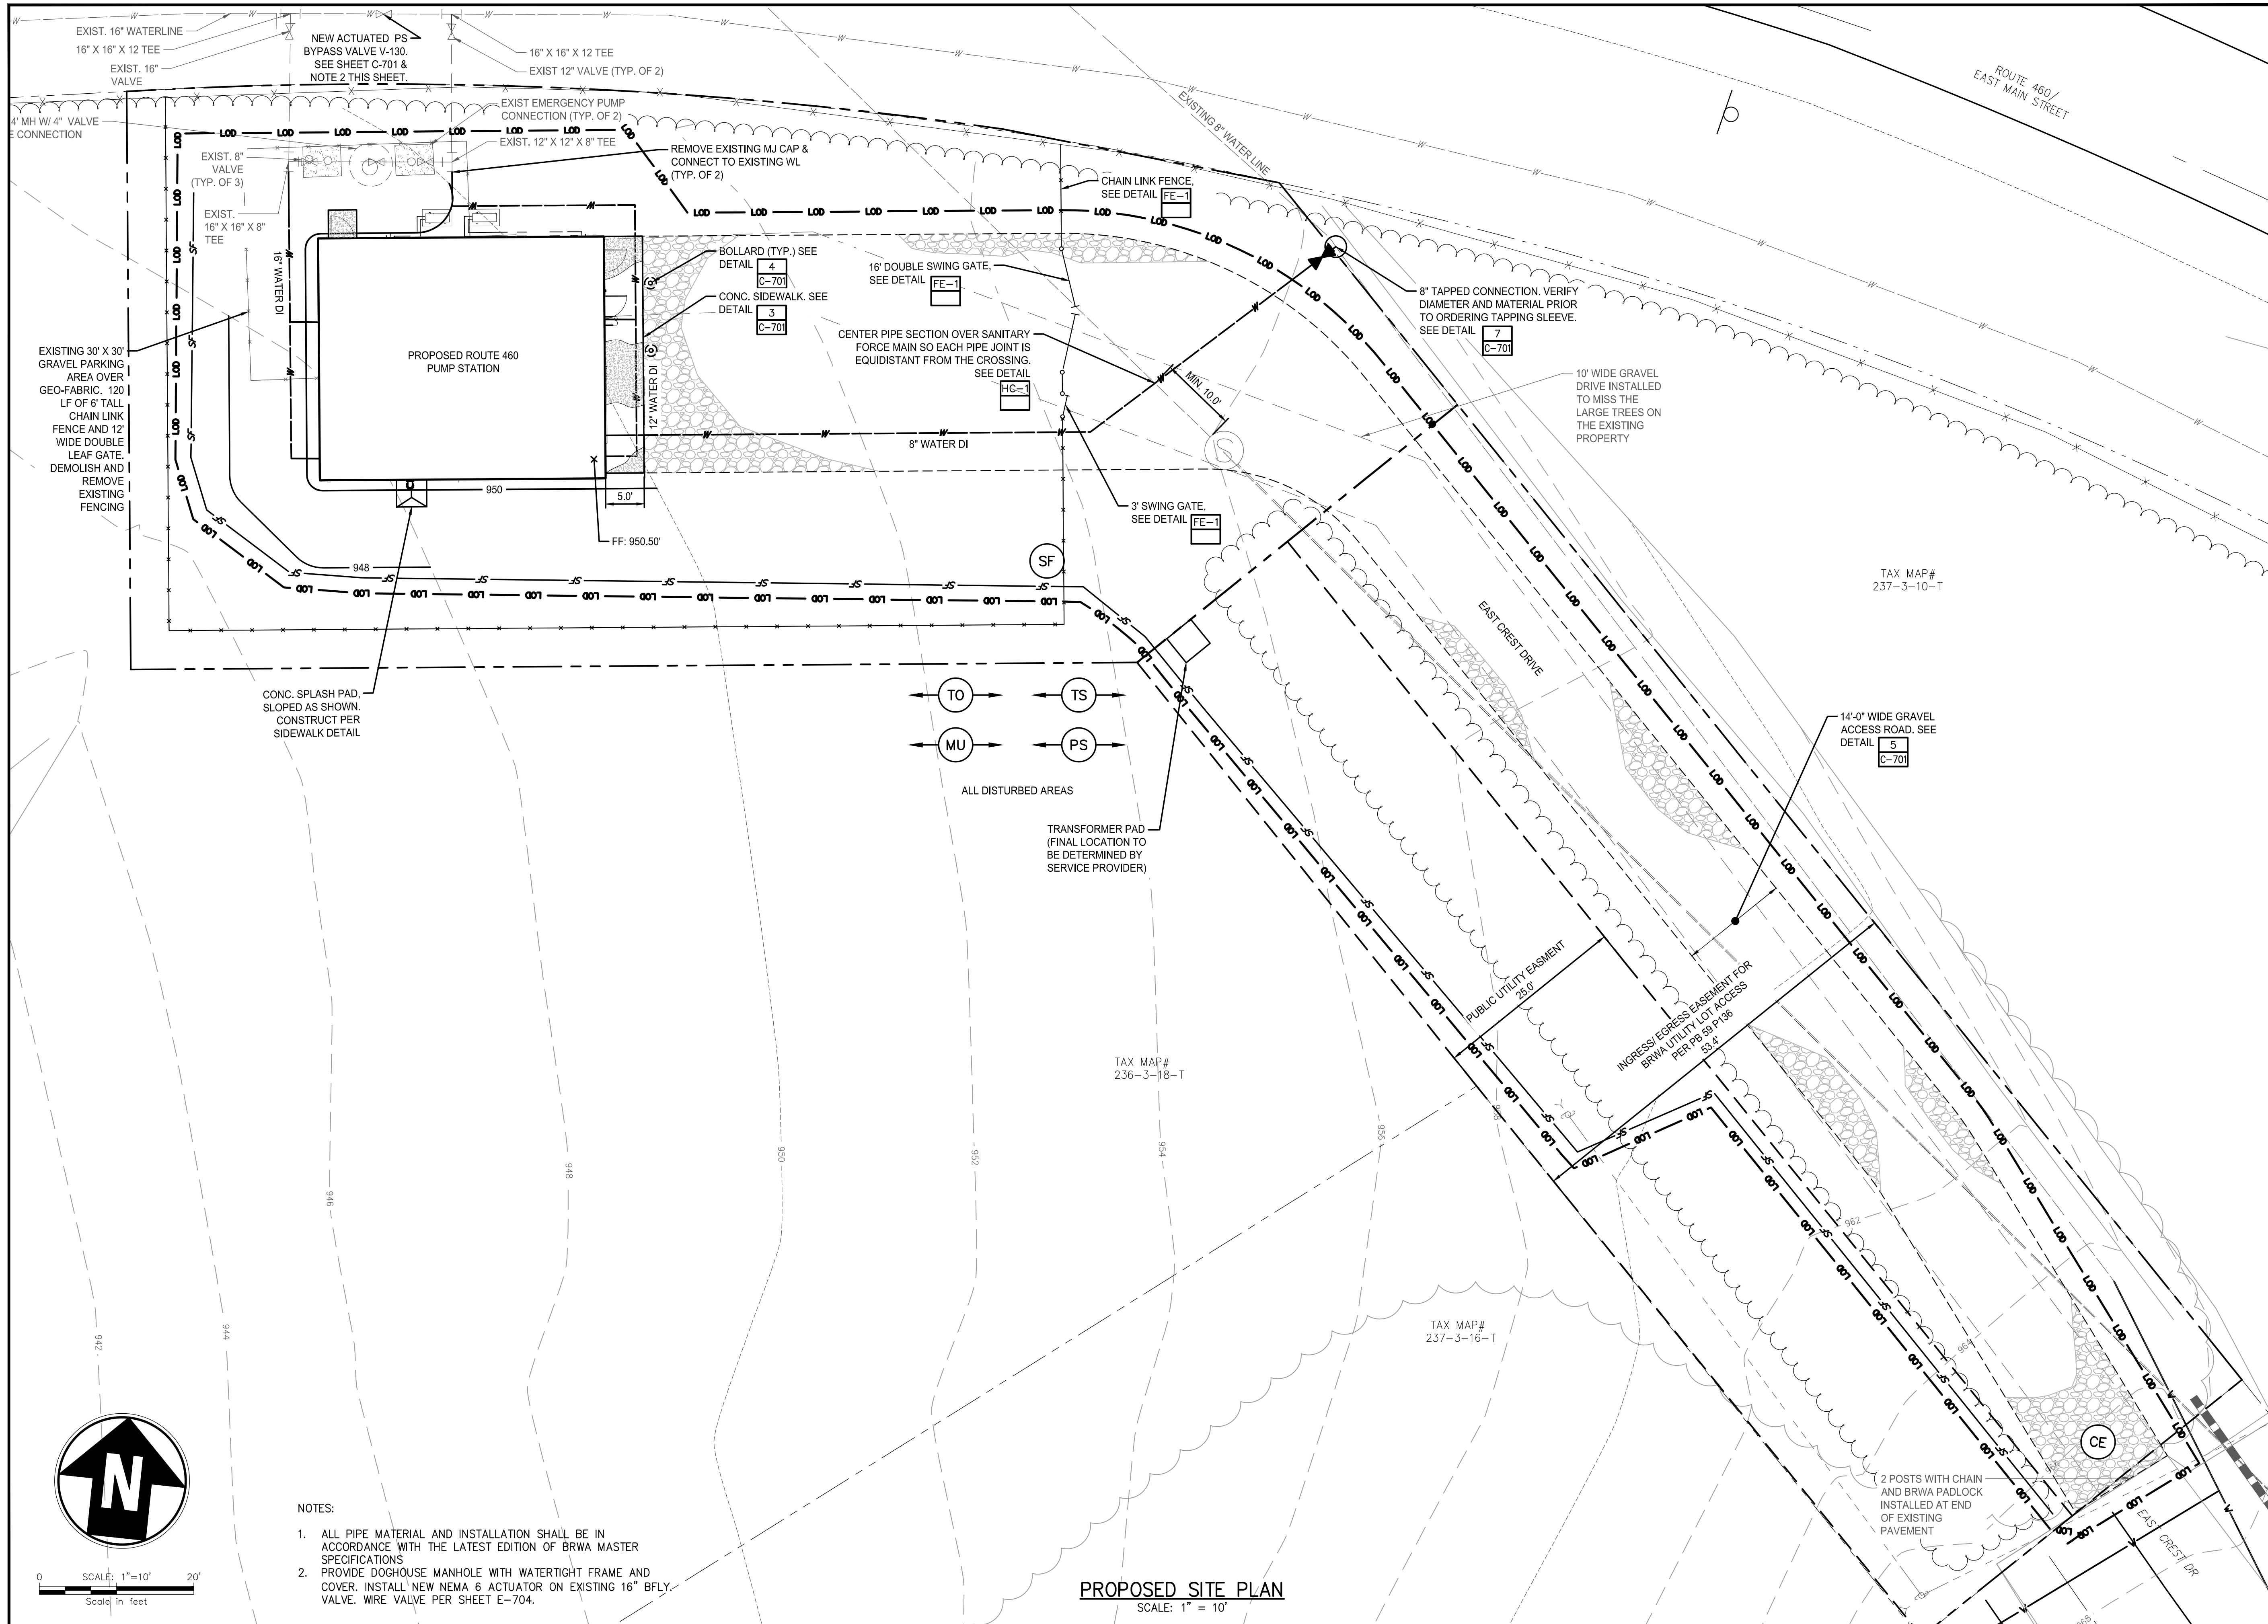 EXIST. 16" WATERLINE
16" X 16" X 12 TEE
EXIST. 16"
VALVE
NEW ACTUATED PS
BYPASS VALVE V-130.
SEE SHEET C-701 &
NOTE 2 THIS SHEET.
16" X 16" X 12 TEE
EXIST 12" VALVE (TYP. OF 2)
EXIST EMERGENCY PUMP
CONNECTION (TYP. OF 2)
EXIST. 12" X 12" X 8" TEE
4' MH W/ 4" VALVE
E CONNECTION
EXIST. 8"
VALVE
(TYP. OF 3)
EXIST.
16" X 16" X 8"
TEE
REMOVE EXISTING MJ CAP &
CONNECT TO EXISTING WL
(TYP. OF 2)
EXISTING 8" WATER LINE
ROUTE 460/
EAST MAIN STREET
CHAIN LINK FENCE,
SEE DETAIL FE-1
16" WATER DI
BOLLARD (TYP.) SEE
DETAIL 4
C-701
CONC. SIDEWALK. SEE
DETAIL 3
C-701
16' DOUBLE SWING GATE,
SEE DETAIL FE-1
CENTER PIPE SECTION OVER SANITARY
FORCE MAIN SO EACH PIPE JOINT IS
EQUIDISTANT FROM THE CROSSING.
SEE DETAIL
HC-1
MIN. 10.0'
8" TAPPED CONNECTION. VERIFY
DIAMETER AND MATERIAL PRIOR
TO ORDERING TAPPING SLEEVE.
SEE DETAIL 7
C-701
10' WIDE GRAVEL
DRIVE INSTALLED
TO MISS THE
LARGE TREES ON
THE EXISTING
PROPERTY
EXISTING 30' X 30'
GRAVEL PARKING
AREA OVER
GEO-FABRIC. 120
LF OF 6' TALL
CHAIN LINK
FENCE AND 12'
WIDE DOUBLE
LEAF GATE.
DEMOLISH AND
REMOVE
EXISTING
FENCING
PROPOSED ROUTE 460
PUMP STATION
12" WATER DI
8" WATER DI
S
950
5.0'
FF: 950.50'
948
3' SWING GATE,
SEE DETAIL FE-1
SF
TAX MAP#
237-3-10-T
EAST CREST DRIVE
CONC. SPLASH PAD,
SLOPED AS SHOWN.
CONSTRUCT PER
SIDEWALK DETAIL
TO
TS
MU
PS
ALL DISTURBED AREAS
TRANSFORMER PAD
(FINAL LOCATION TO
BE DETERMINED BY
SERVICE PROVIDER)
14'-0" WIDE GRAVEL
ACCESS ROAD. SEE
DETAIL 5
C-701
PUBLIC UTILITY EASMENT
25.0'
INGRESS/ EGRESS EASEMENT FOR
BRWA UTILITY LOT ACCESS
PER PB 59 P136
53.4'
TAX MAP#
236-3-18-T
942
944
946
948
950
952
954
956
958
962
964
TAX MAP#
237-3-16-T
CE
2 POSTS WITH CHAIN
AND BRWA PADLOCK
INSTALLED AT END
OF EXISTING
PAVEMENT
EAST CREST DR
968
N
0 SCALE: 1"=10' 20'
Scale in feet
NOTES:
1. ALL PIPE MATERIAL AND INSTALLATION SHALL BE IN
ACCORDANCE WITH THE LATEST EDITION OF BRWA MASTER
SPECIFICATIONS
2. PROVIDE DOGHOUSE MANHOLE WITH WATERTIGHT FRAME AND
COVER. INSTALL NEW NEMA 6 ACTUATOR ON EXISTING 16" BFLY.
VALVE. WIRE VALVE PER SHEET E-704.
PROPOSED SITE PLAN
SCALE: 1" = 10'